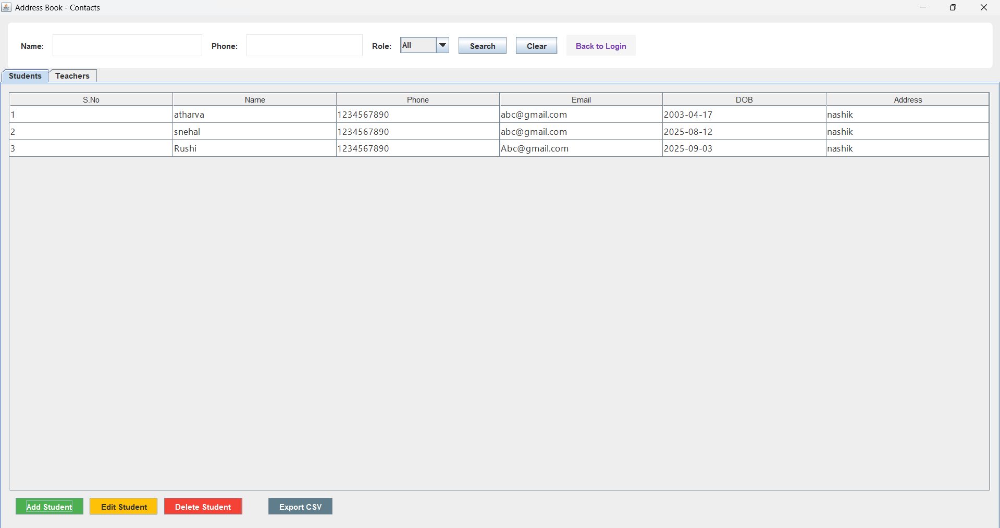 Address Book - Contacts
Name: Phone: Role: All Search Clear Back to Login
Students Teachers
S.No Name Phone Email DOB Address
1 atharva 1234567890 abc@gmail.com 2003-04-17 nashik
2 snehal 1234567890 abc@gmail.com 2025-08-12 nashik
3 Rushi 1234567890 Abc@gmail.com 2025-09-03 nashik
Add Student Edit Student Delete Student Export CSV